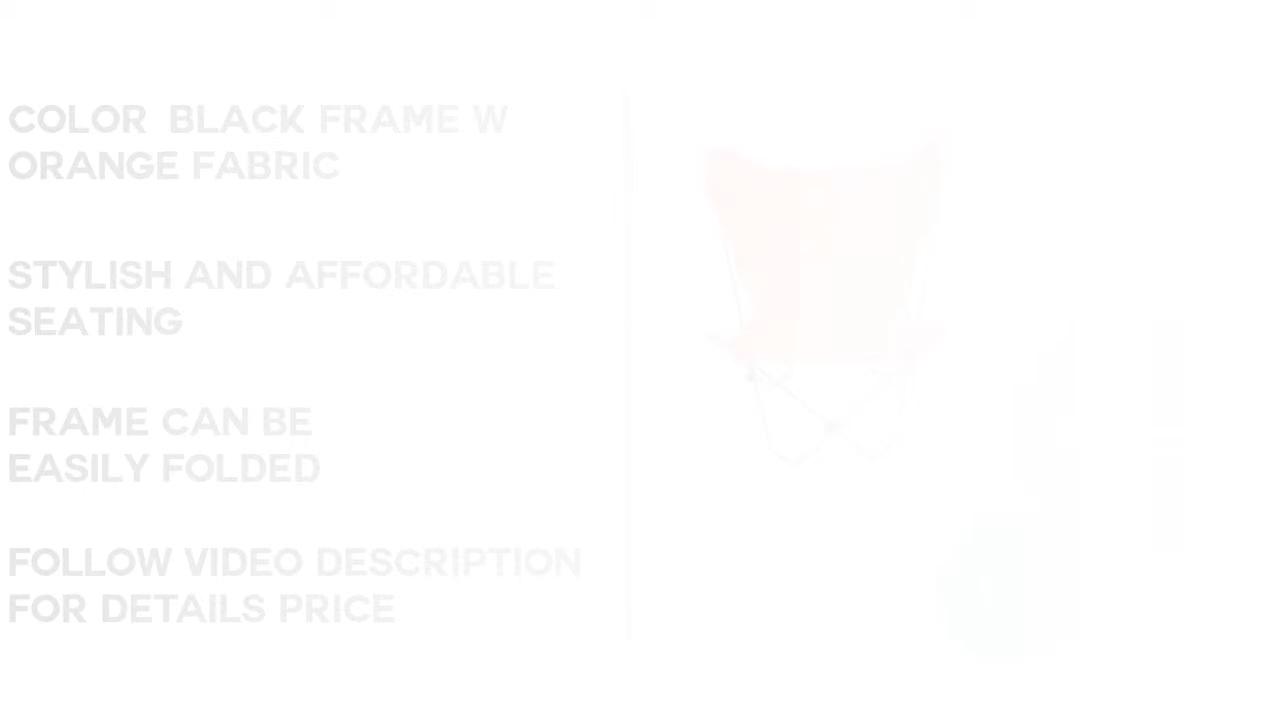 COLOR  BLACK FRAME W
ORANGE FABRIC
STYLISH AND AFFORDABLE
SEATING
FRAME CAN BE
EASILY FOLDED
FOLLOW VIDEO DESCRIPTION
FOR DETAILS PRICE